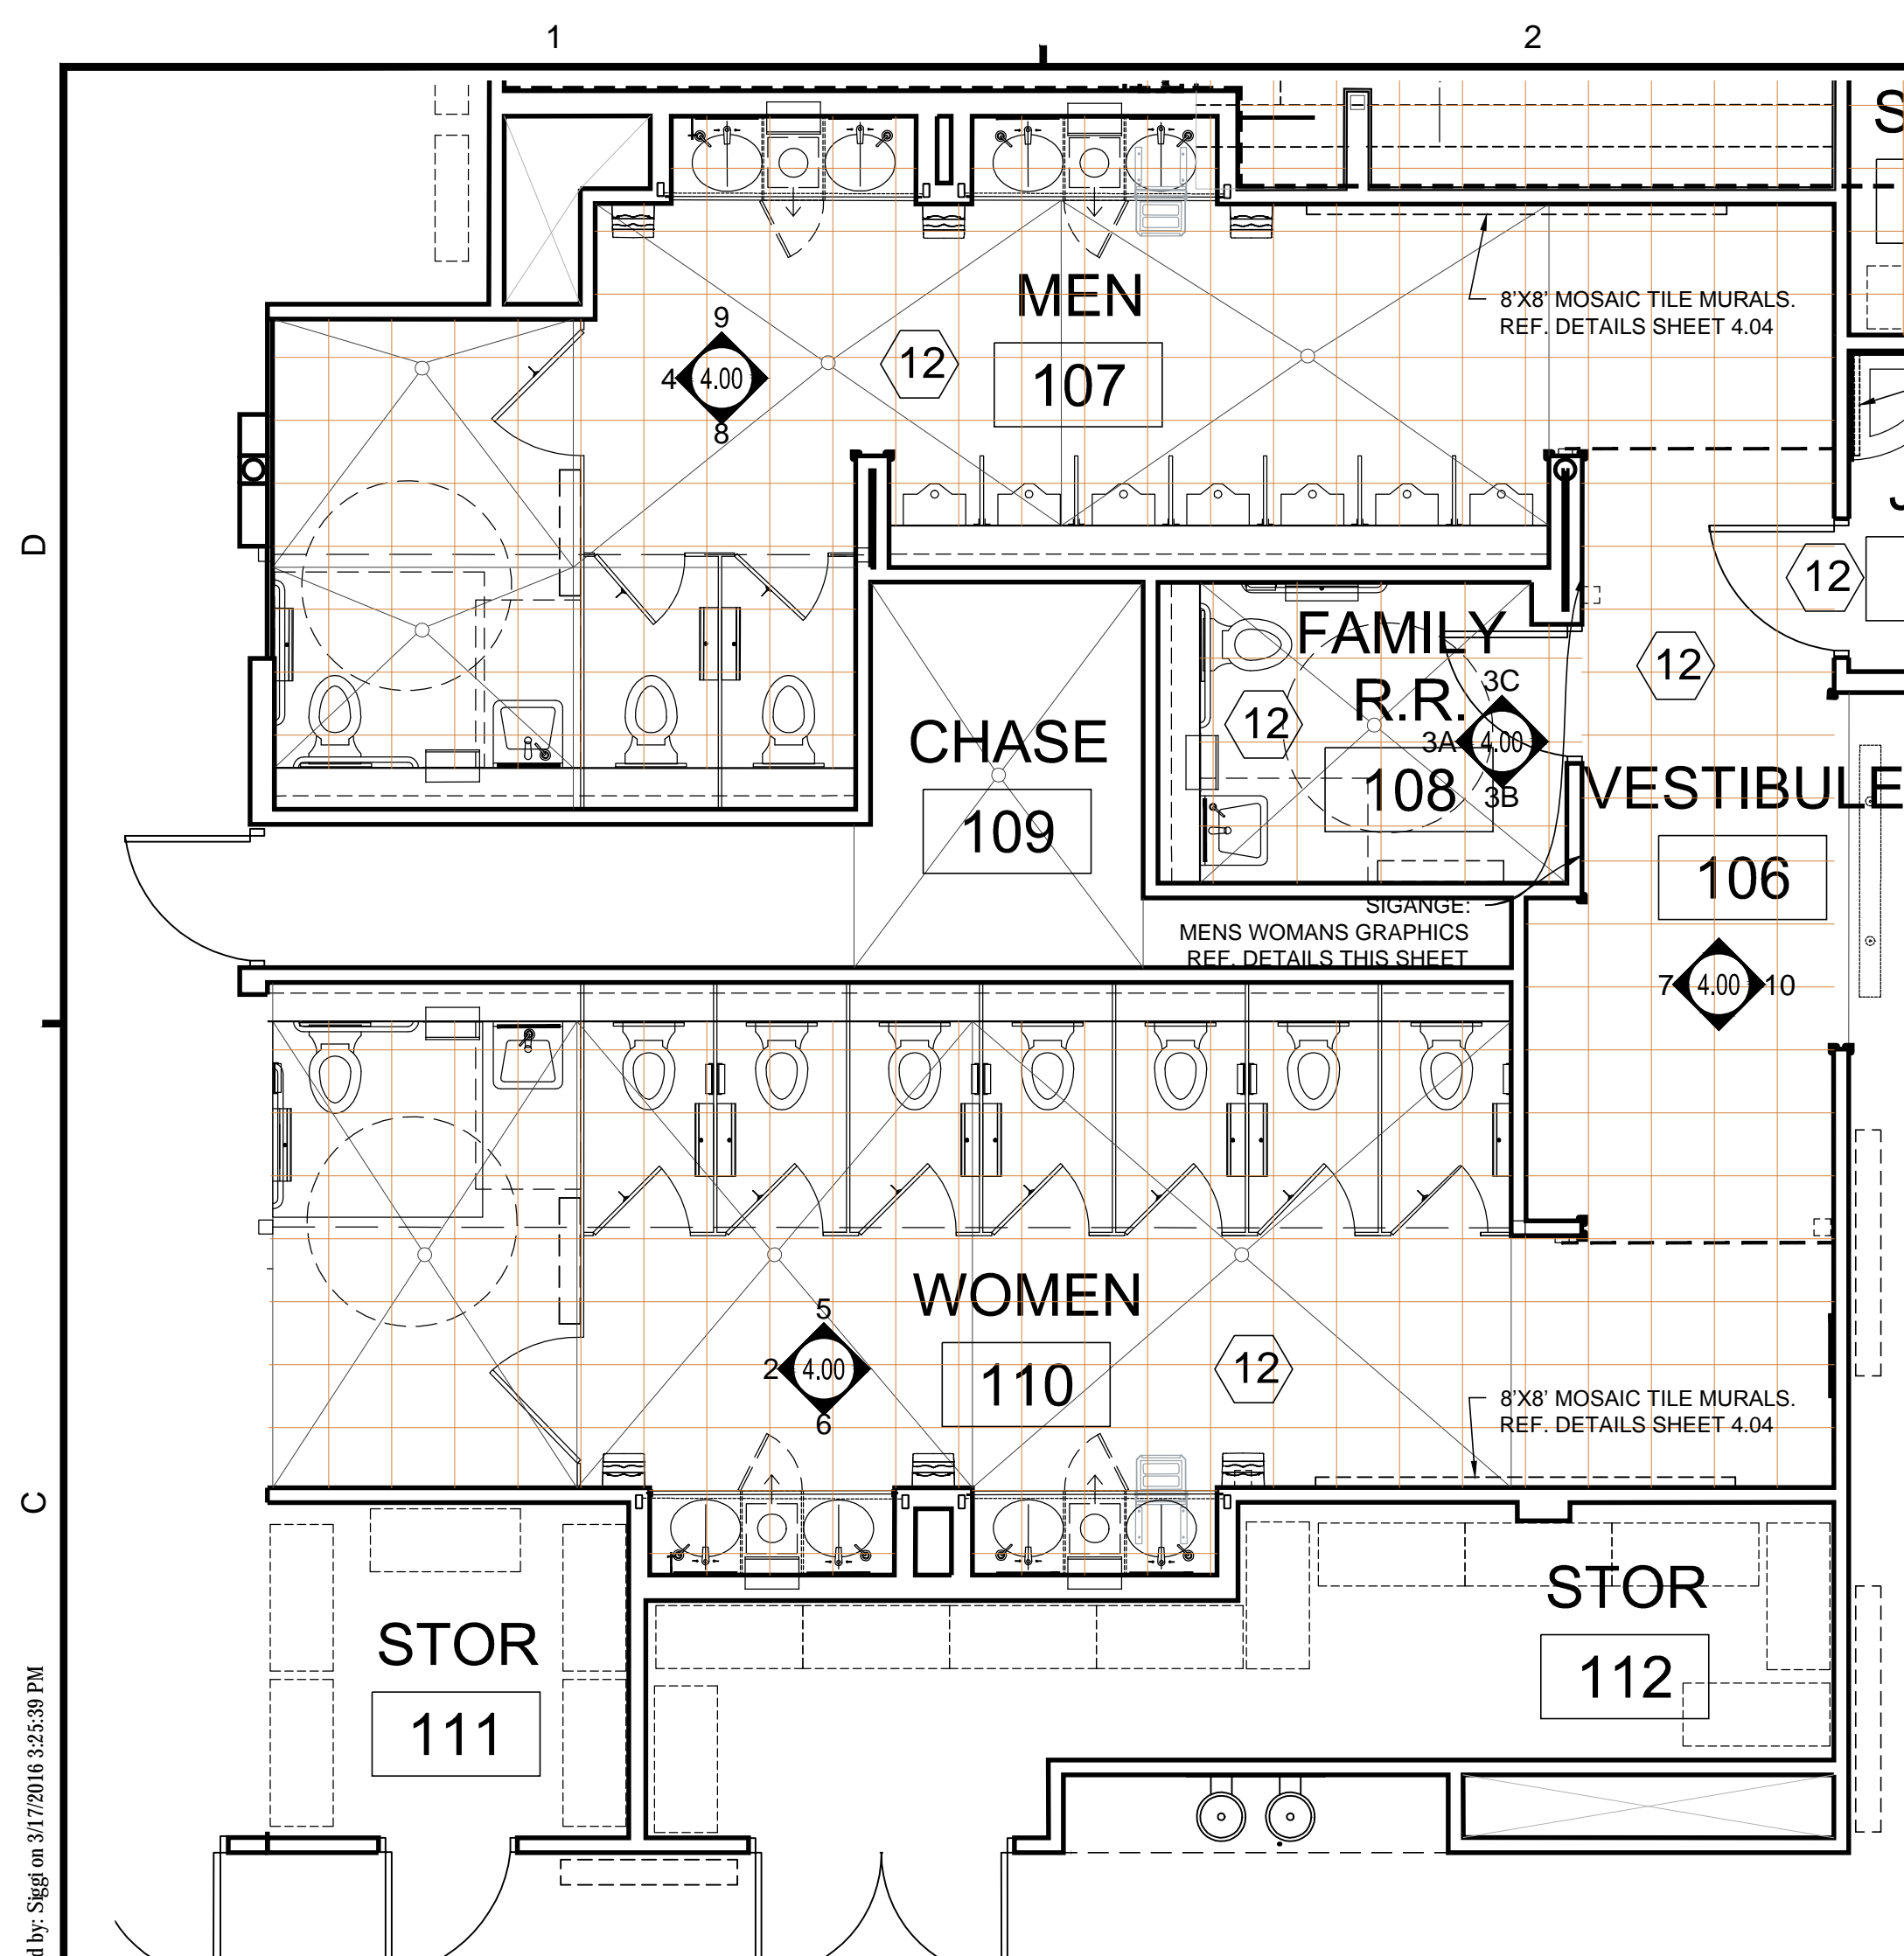 1
2
S
MEN
8'X8' MOSAIC TILE MURALS.
REF. DETAILS SHEET 4.04
9
4
4.00
8
12
107
D
12
FAMILY
R.R.
12
3C
3A
4.00
3B
12
108
CHASE
109
VESTIBULE
106
SIGANGE:
MENS WOMANS GRAPHICS
REF. DETAILS THIS SHEET
7
4.00
10
WOMEN
5
2
4.00
6
110
12
8'X8' MOSAIC TILE MURALS.
REF. DETAILS SHEET 4.04
C
STOR
112
STOR
111
d by: Siggi on 3/17/2016 3:25:39 PM